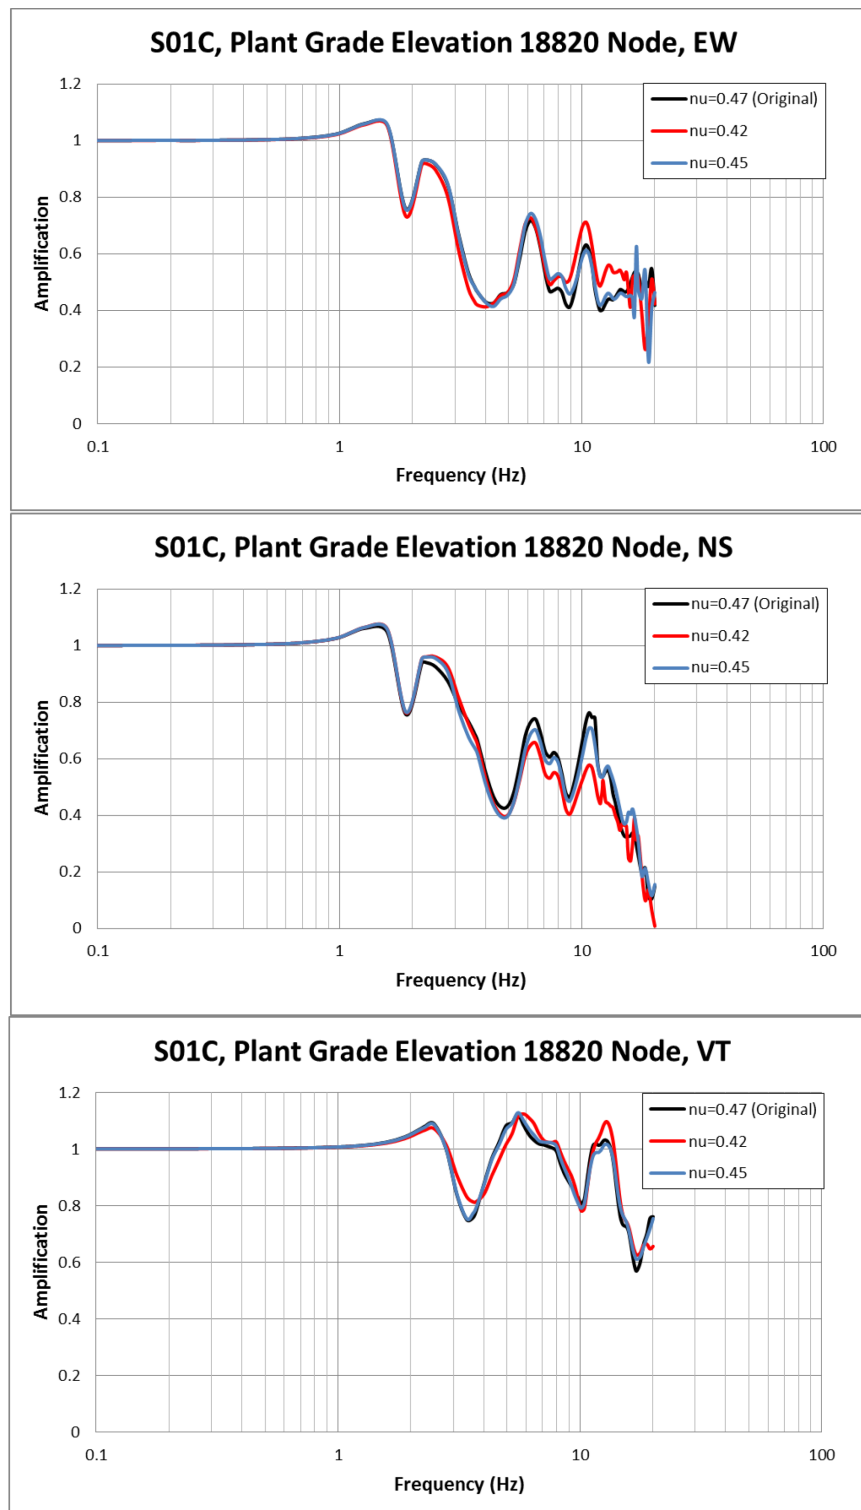 S01C, Plant Grade Elevation 18820 Node, EW
1.2
1
0.8
0.6
0.4
0.2
0
Amplification
nu=0.47 (Original)
nu=0.42
nu=0.45
0.1
1
10
100
Frequency (Hz)
S01C, Plant Grade Elevation 18820 Node, NS
1.2
1
0.8
0.6
0.4
0.2
0
Amplification
nu=0.47 (Original)
nu=0.42
nu=0.45
0.1
1
10
100
Frequency (Hz)
S01C, Plant Grade Elevation 18820 Node, VT
1.2
1
0.8
0.6
0.4
0.2
0
Amplification
nu=0.47 (Original)
nu=0.42
nu=0.45
0.1
1
10
100
Frequency (Hz)